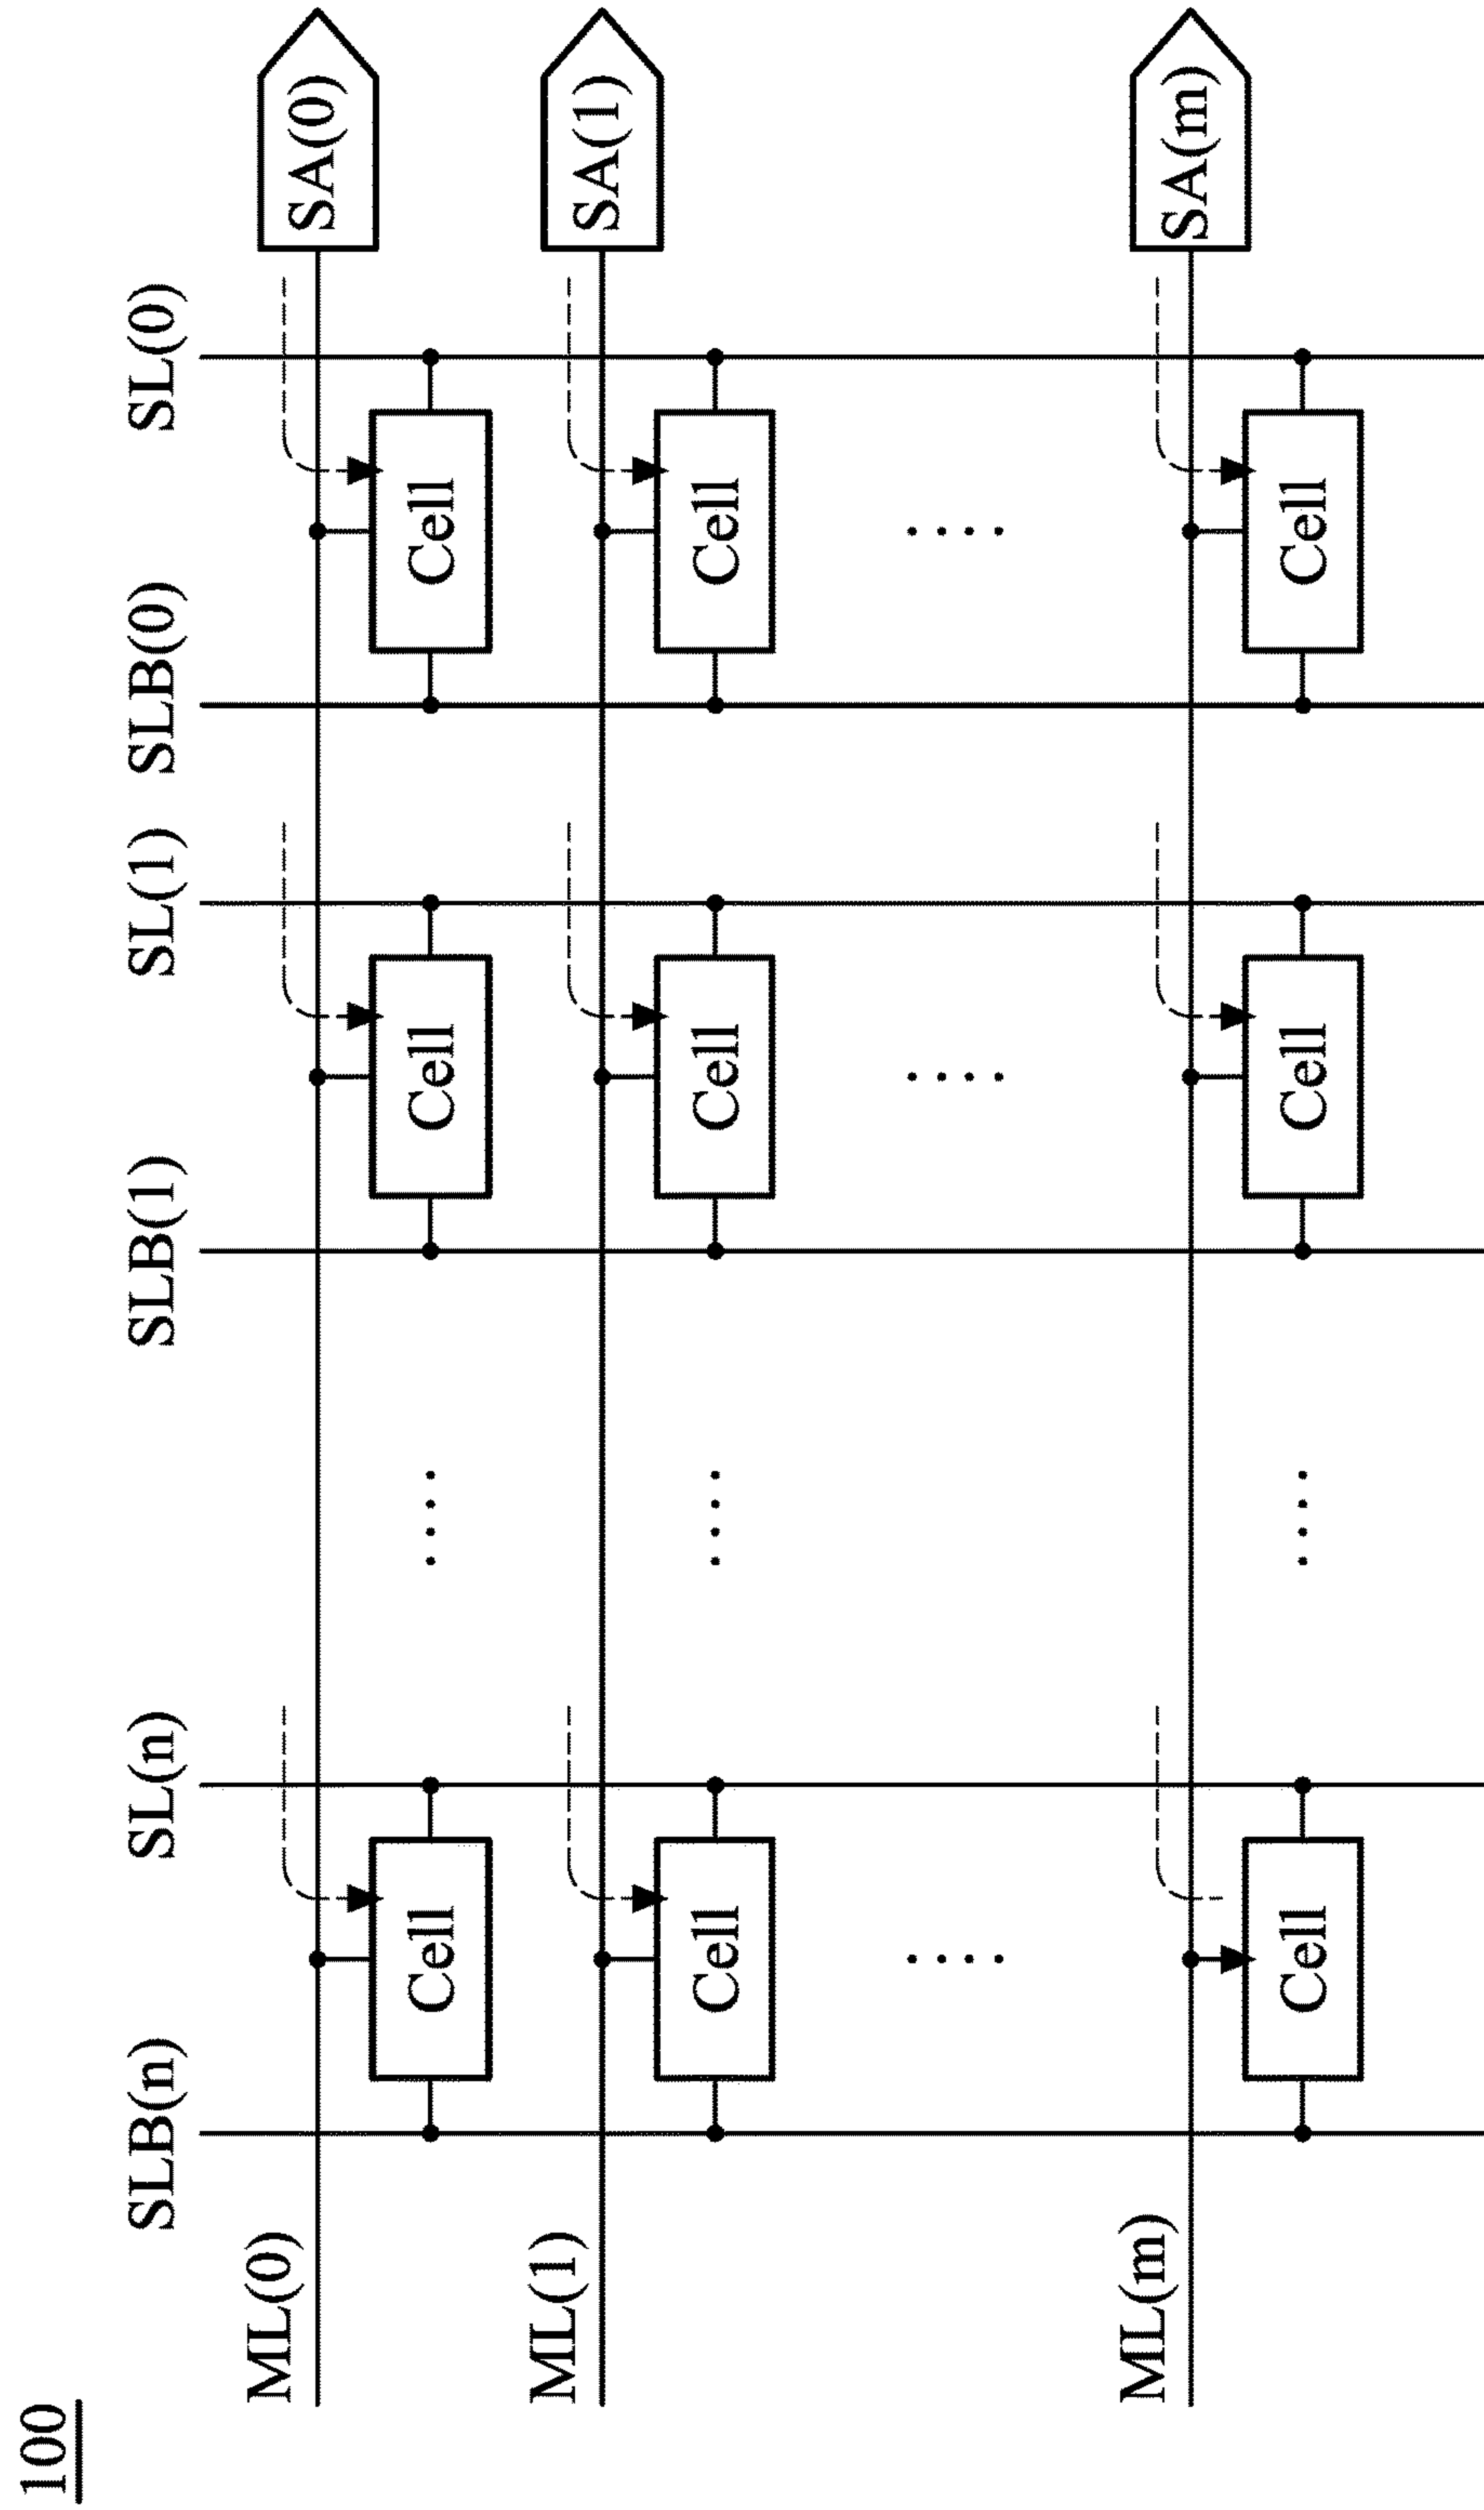 100
SLB(n) SL(n) SLB(1) SL(1) SLB(0) SL(0)
ML(0) SA(0)
Cell Cell Cell
ML(1) SA(1)
Cell Cell Cell
ML(m) SA(m)
Cell Cell Cell